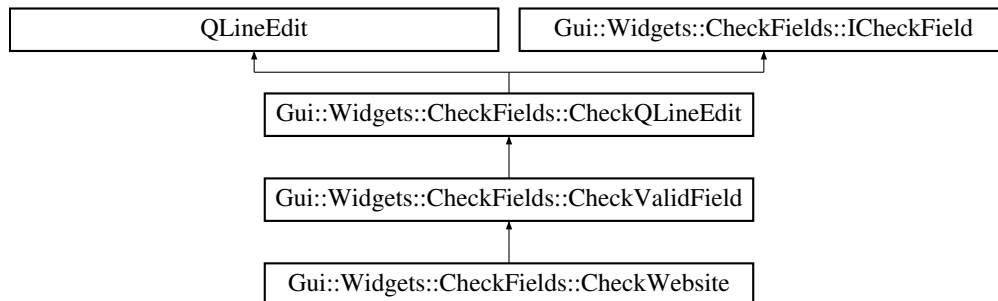 QLineEdit
Gui::Widgets::CheckFields::ICheckField
Gui::Widgets::CheckFields::CheckQLineEdit
Gui::Widgets::CheckFields::CheckValidField
Gui::Widgets::CheckFields::CheckWebsite